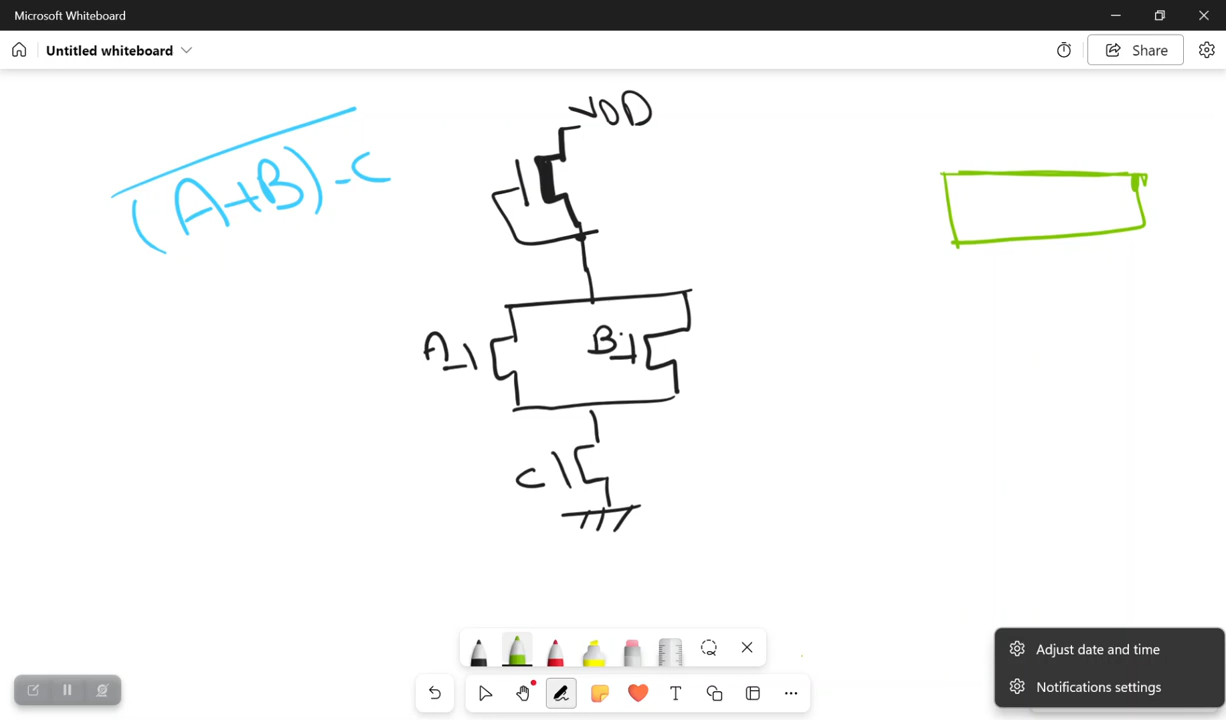 Microsoft Whiteboard
Untitled whiteboard
Share
VDD
(A+B)-C
A
B
C
Adjust date and time
Notifications settings
T